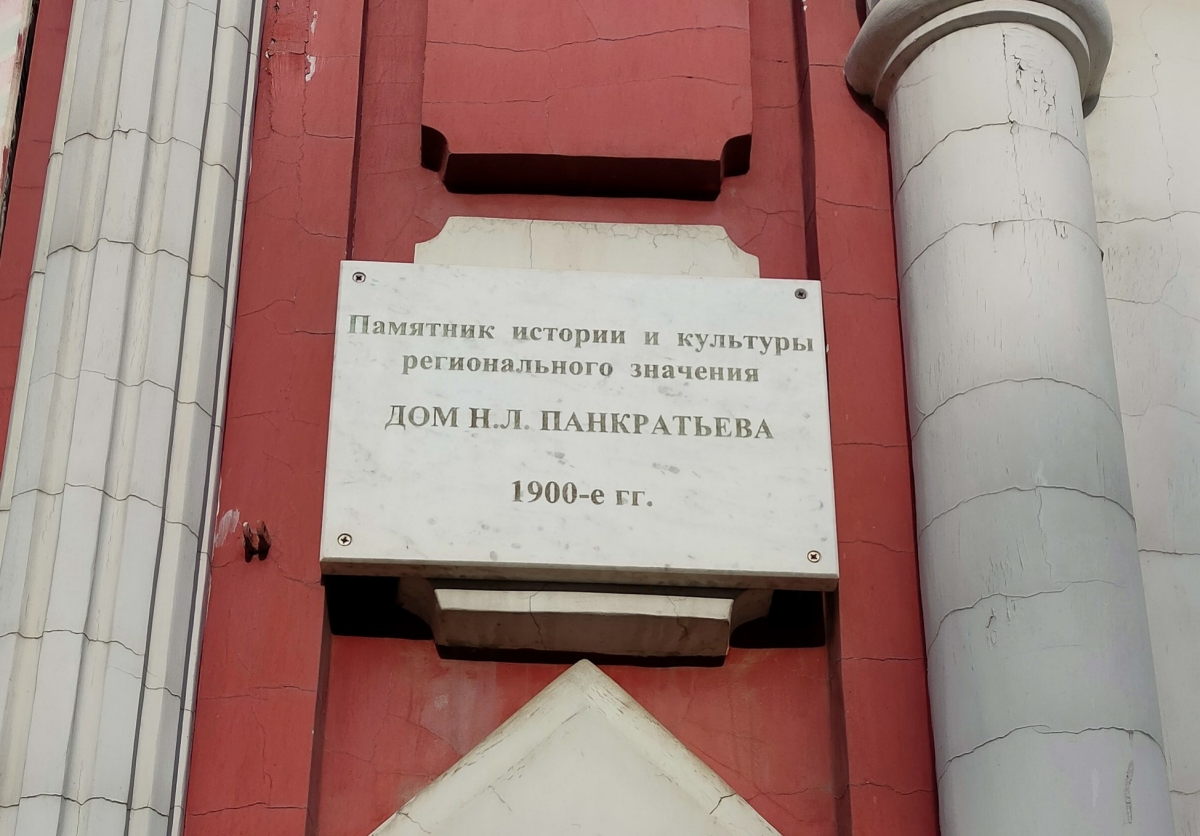 Памятник истории и культуры
регионального значения
ДОМ Н.Л. ПАНКРАТЬЕВА
1900-е гг.